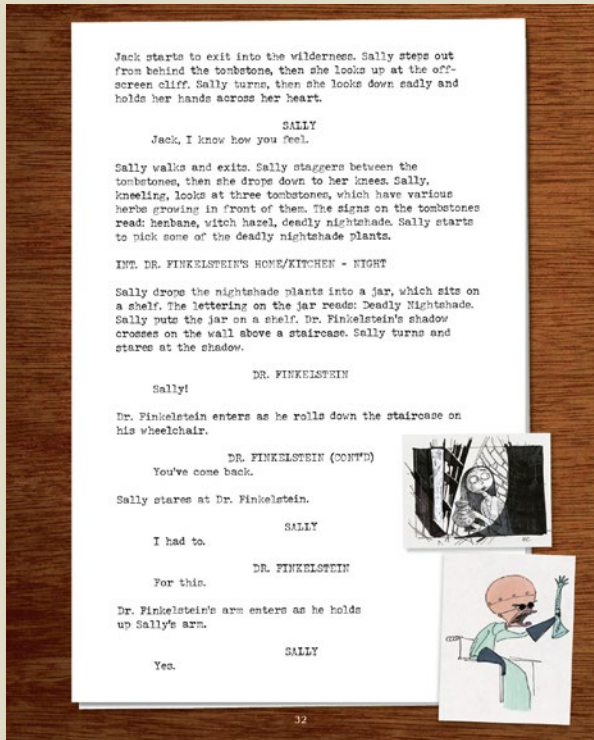 Jack starts to exit into the wilderness. Sally steps out
from behind the tombstone, then she looks up at the off-
screen cliff. Sally turns, then she looks down sadly and
holds her hands across her heart.
SALLY
Jack, I know how you feel.
Sally walks and exits. Sally staggers between the
tombstones, then she drops down to her knees. Sally,
kneeling, looks at three tombstones, which have various
herbs growing in front of them. The signs on the tombstones
read: henbane, witch hazel, deadly nightshade. Sally starts
to pick some of the deadly nightshade plants.
INT. DR. FINKELSTEIN'S HOME/KITCHEN - NIGHT
Sally drops the nightshade plants into a jar, which sits on
a shelf. The lettering on the jar reads: Deadly Nightshade.
Sally puts the jar on a shelf. Dr. Finkelstein's shadow
crosses on the wall above a staircase. Sally turns and
stares at the shadow.
DR. FINKELSTEIN
Sally!
Dr. Finkelstein enters as he rolls down the staircase on
his wheelchair.
DR. FINKELSTEIN (CONT'D)
You've come back.
Sally stares at Dr. Finkelstein.
SALLY
I had to.
DR. FINKELSTEIN
For this.
Dr. Finkelstein's arm enters as he holds
up Sally's arm.
SALLY
Yes.
32